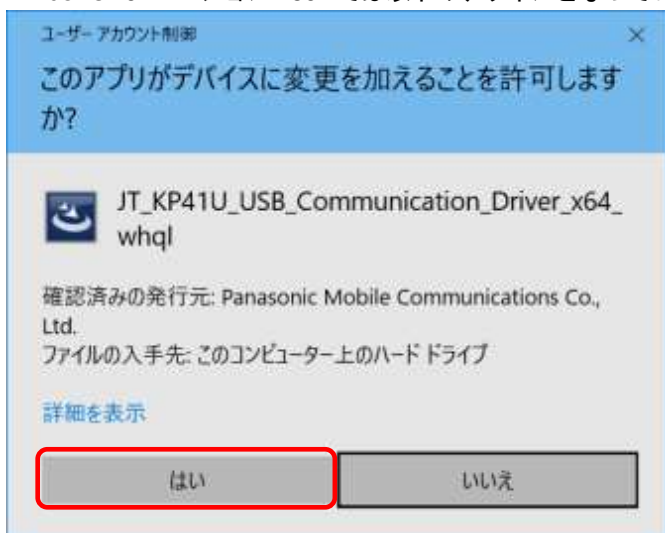 ユーザー アカウント制御
このアプリがデバイスに変更を加えることを許可します
か?
JT_KP41U_USB_Communication_Driver_x64_
whql
確認済みの発行元: Panasonic Mobile Communications Co.,
Ltd.
ファイルの入手先: このコンピューター上のハード ドライブ
詳細を表示
はい
いいえ